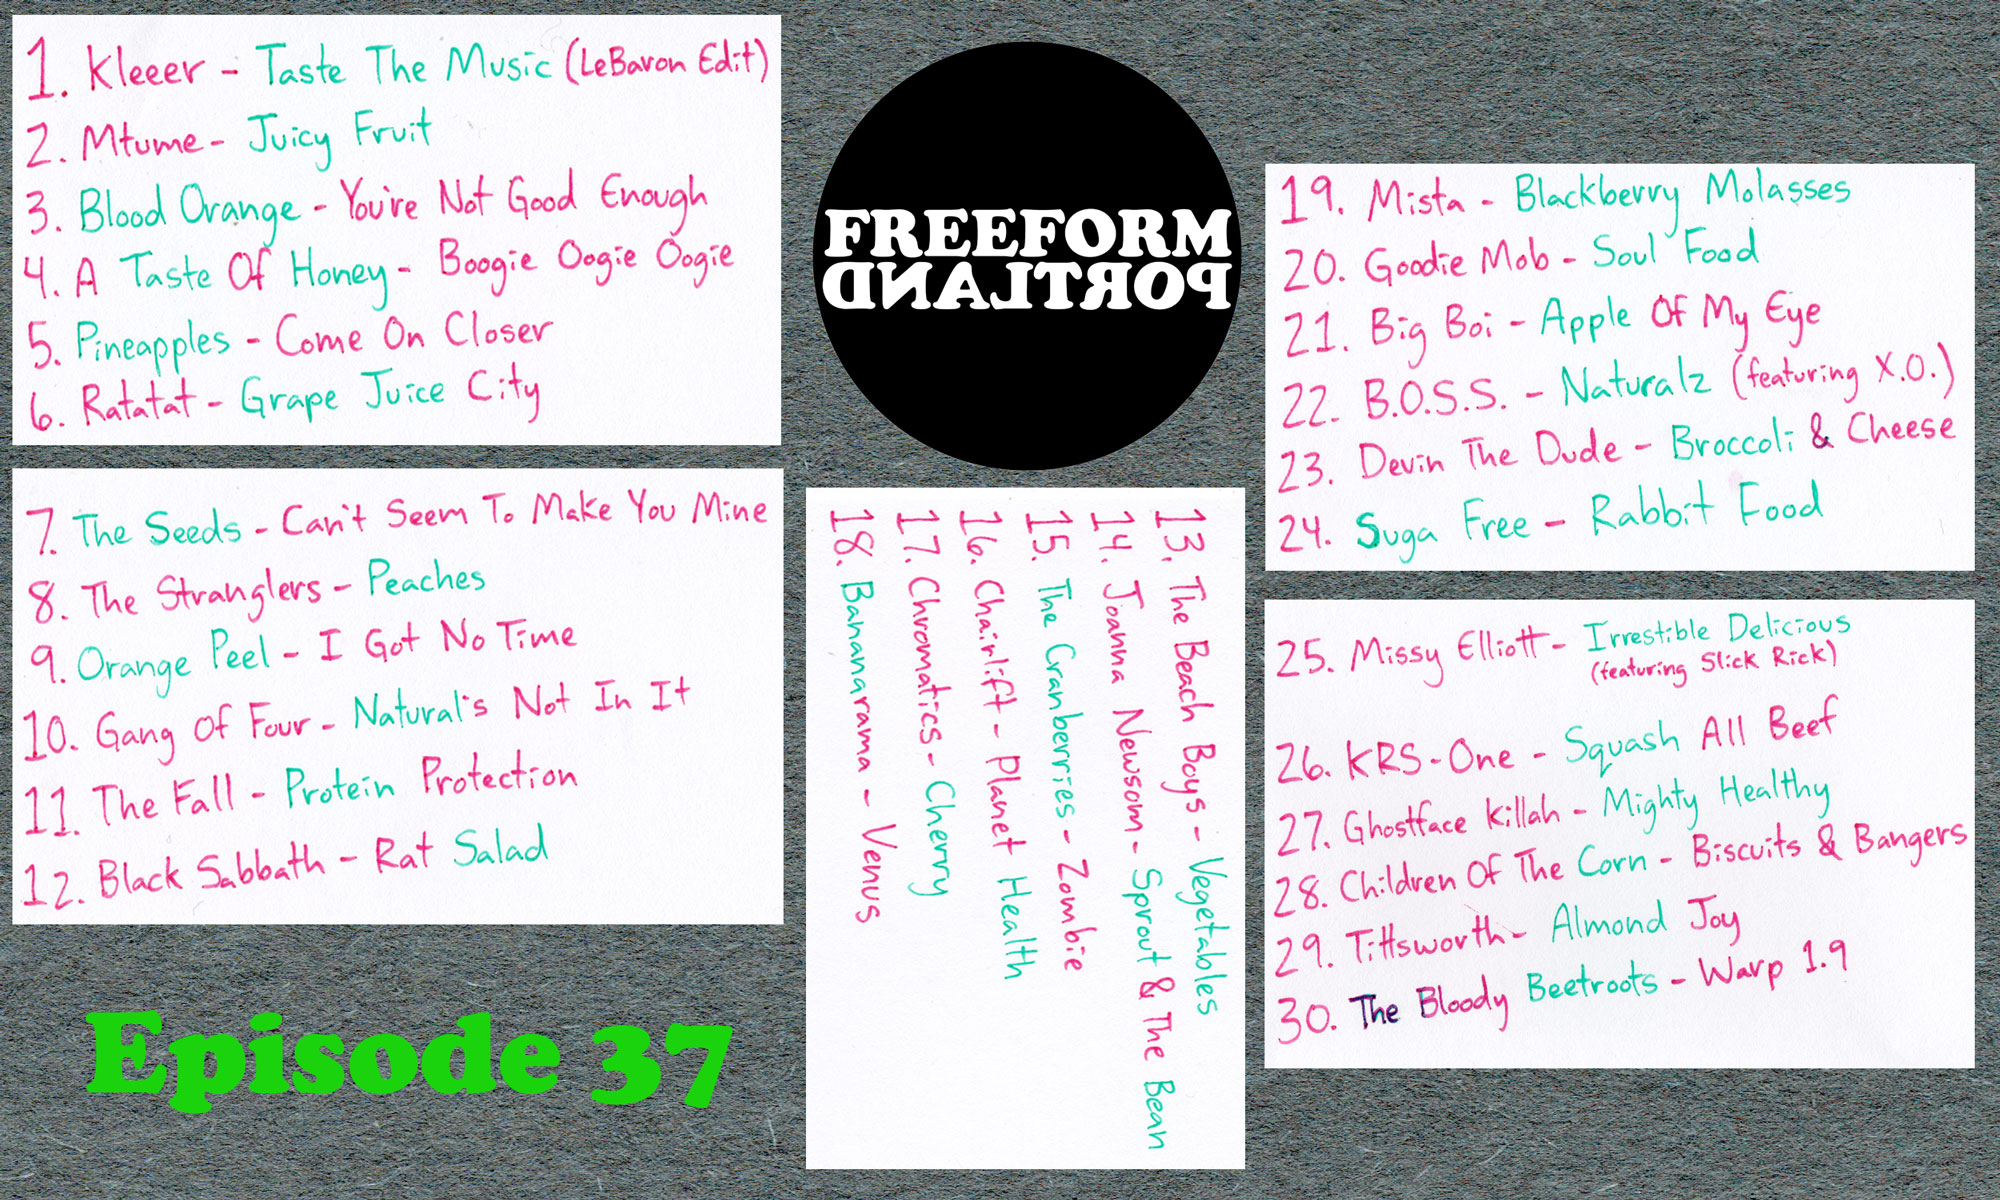 1. Kleeer - Taste The Music (LeBaron Edit)
2. Mtume - Juicy Fruit
3. Blood Orange - You're Not Good Enough
4. A Taste Of Honey - Boogie Oogie Oogie
5. Pineapples - Come On Closer
6. Ratatat - Grape Juice City
7. The Seeds - Can't Seem To Make You Mine
8. The Stranglers - Peaches
9. Orange Peel - I Got No Time
10. Gang Of Four - Natural's Not In It
11. The Fall - Protein Protection
12. Black Sabbath - Rat Salad
Episode 37
FREEFORM
PORTLAND
13. The Beach Boys - Vegetables
14. Joanna Newsom - Sprout & The Bean
15. The Cranberries - Zombie
16. Chairlift - Planet Health
17. Chromatics - Cherry
18. Bananarama - Venus
19. Mista - Blackberry Molasses
20. Goodie Mob - Soul Food
21. Big Boi - Apple Of My Eye
22. B.O.S.S. - Naturalz (featuring X.O.)
23. Devin The Dude - Broccoli & Cheese
24. Suga Free - Rabbit Food
25. Missy Elliott - Irrestible Delicious
(featuring Slick Rick)
26. KRS-One - Squash All Beef
27. Ghostface Killah - Mighty Healthy
28. Children Of The Corn - Biscuits & Bangers
29. Tittsworth - Almond Joy
30. The Bloody Beetroots - Warp 1.9